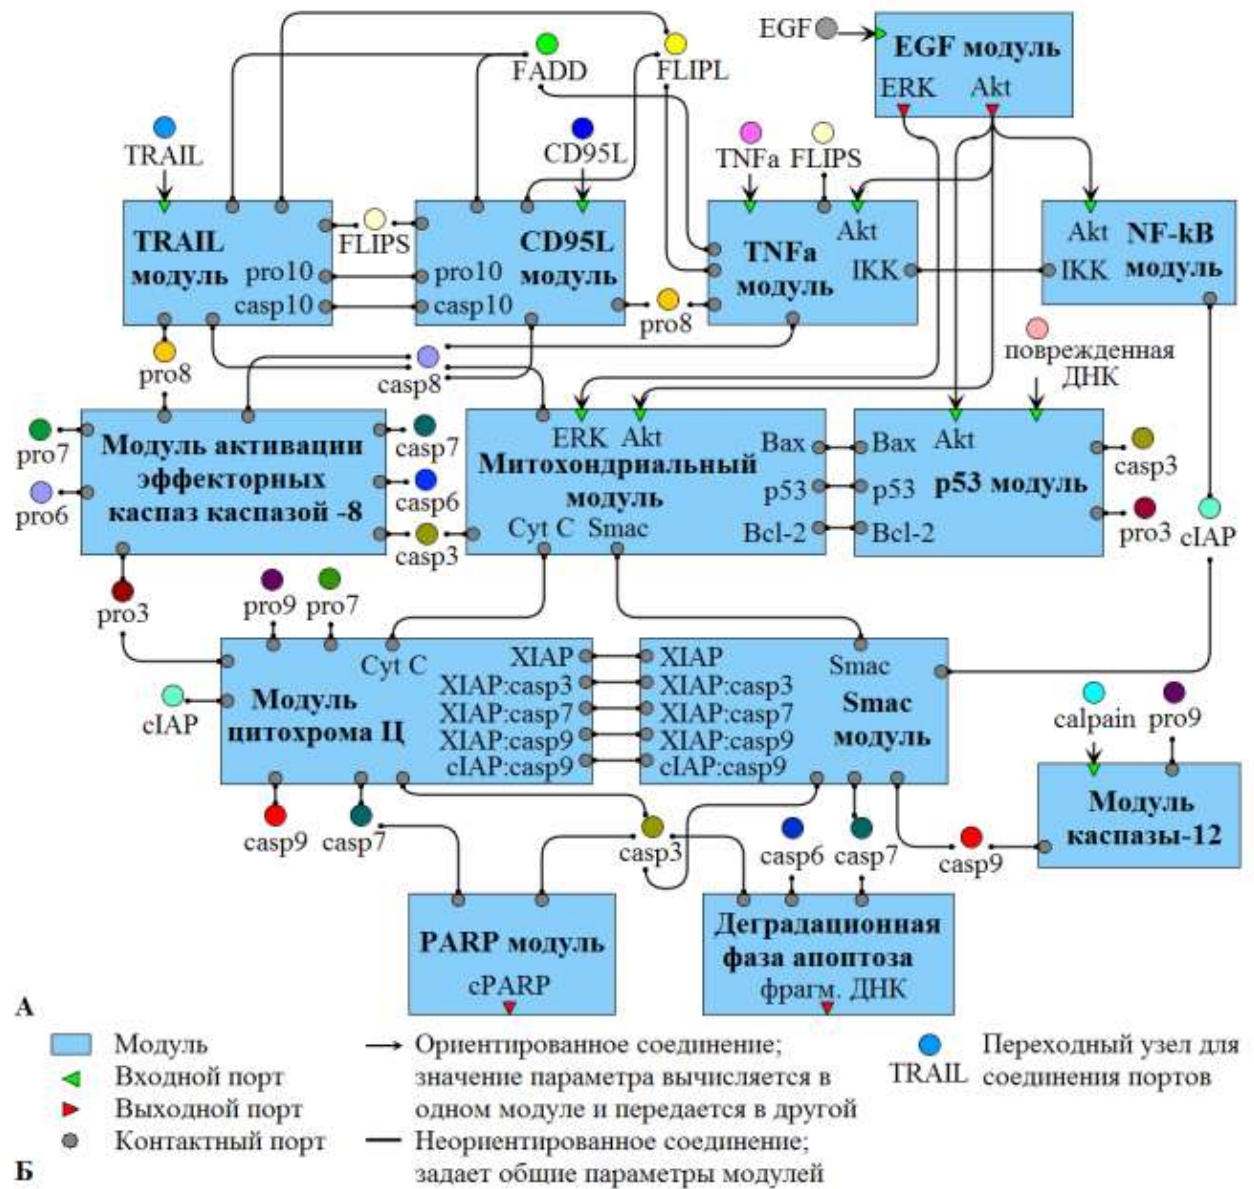 EGF
EGF модуль
ERK Akt
FADD
FLIPL
TRAIL
CD95L
TNFa
FLIPS
TRAIL
модуль
pro10
casp10
FLIPS
CD95L
модуль
pro10
casp10
Akt
TNFa
модуль
IKK
Akt
NF-kB
модуль
IKK
pro8
pro8
casp8
поврежденная
ДНК
pro7
pro6
Модуль активации
эффекторных
каспаз каспазой -8
casp7
casp6
casp3
ERK Akt
Митохондриальный
модуль
Bax
p53
Bcl-2
Cyt C Smac
Bax
Akt
p53
p53 модуль
Bcl-2
casp3
pro3
cIAP
pro3
pro9
pro7
cIAP
Cyt C
Модуль
цитохрома Ц
XIAP
XIAP:casp3
XIAP:casp7
XIAP:casp9
cIAP:casp9
XIAP
XIAP:casp3
XIAP:casp7
XIAP:casp9
cIAP:casp9
Smac
Smac
модуль
calpain
pro9
Модуль
каспазы-12
casp9
casp7
casp3
casp6
casp7
casp9
PARP модуль
cPARP
Деградационная
фаза апоптоза
фрагм. ДНК
А
Модуль
Входной порт
Выходной порт
Контактный порт
Ориентированное соединение;
значение параметра вычисляется в
одном модуле и передается в другой
Неориентированное соединение;
задает общие параметры модулей
TRAIL
Переходный узел для
соединения портов
Б